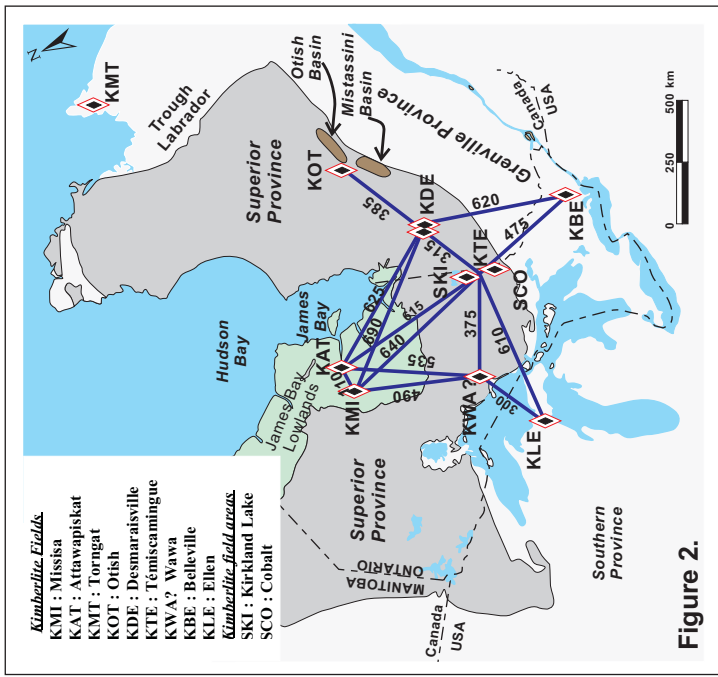 Kimberlite Fields
KMI : Missisa
KAT : Attawapiskat
KMT : Torngat
KOT : Otish
KDE : Desmaraisville
KTE : Témiscamingue
KWA? Wawa
KBE : Belleville
KLE : Ellen
Kimberlite field areas
SKI : Kirkland Lake
SCO : Cobalt
N
KMT
Labrador
Trough
Otish
Basin
Mistassini
Basin
Hudson
Bay
James
Bay
James Bay
Lowlands
Superior
Province
Superior
Province
Grenville Province
Southern
Province
KOT
KDE
KAT
KMI
SKI
KTE
SCO
KWA ?
KBE
KLE
385
315
620
475
625
690
615
640
535
490
375
610
300
MANITOBA
ONTARIO
Canada
USA
Canada
USA
0
250
500 km
Figure 2.